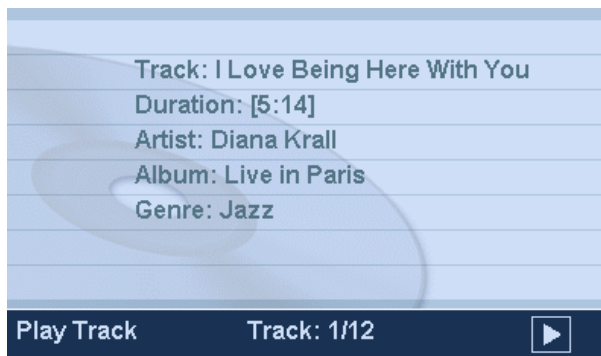 Track: I Love Being Here With You
Duration: [5:14]
Artist: Diana Krall
Album: Live in Paris
Genre: Jazz
Play Track Track: 1/12